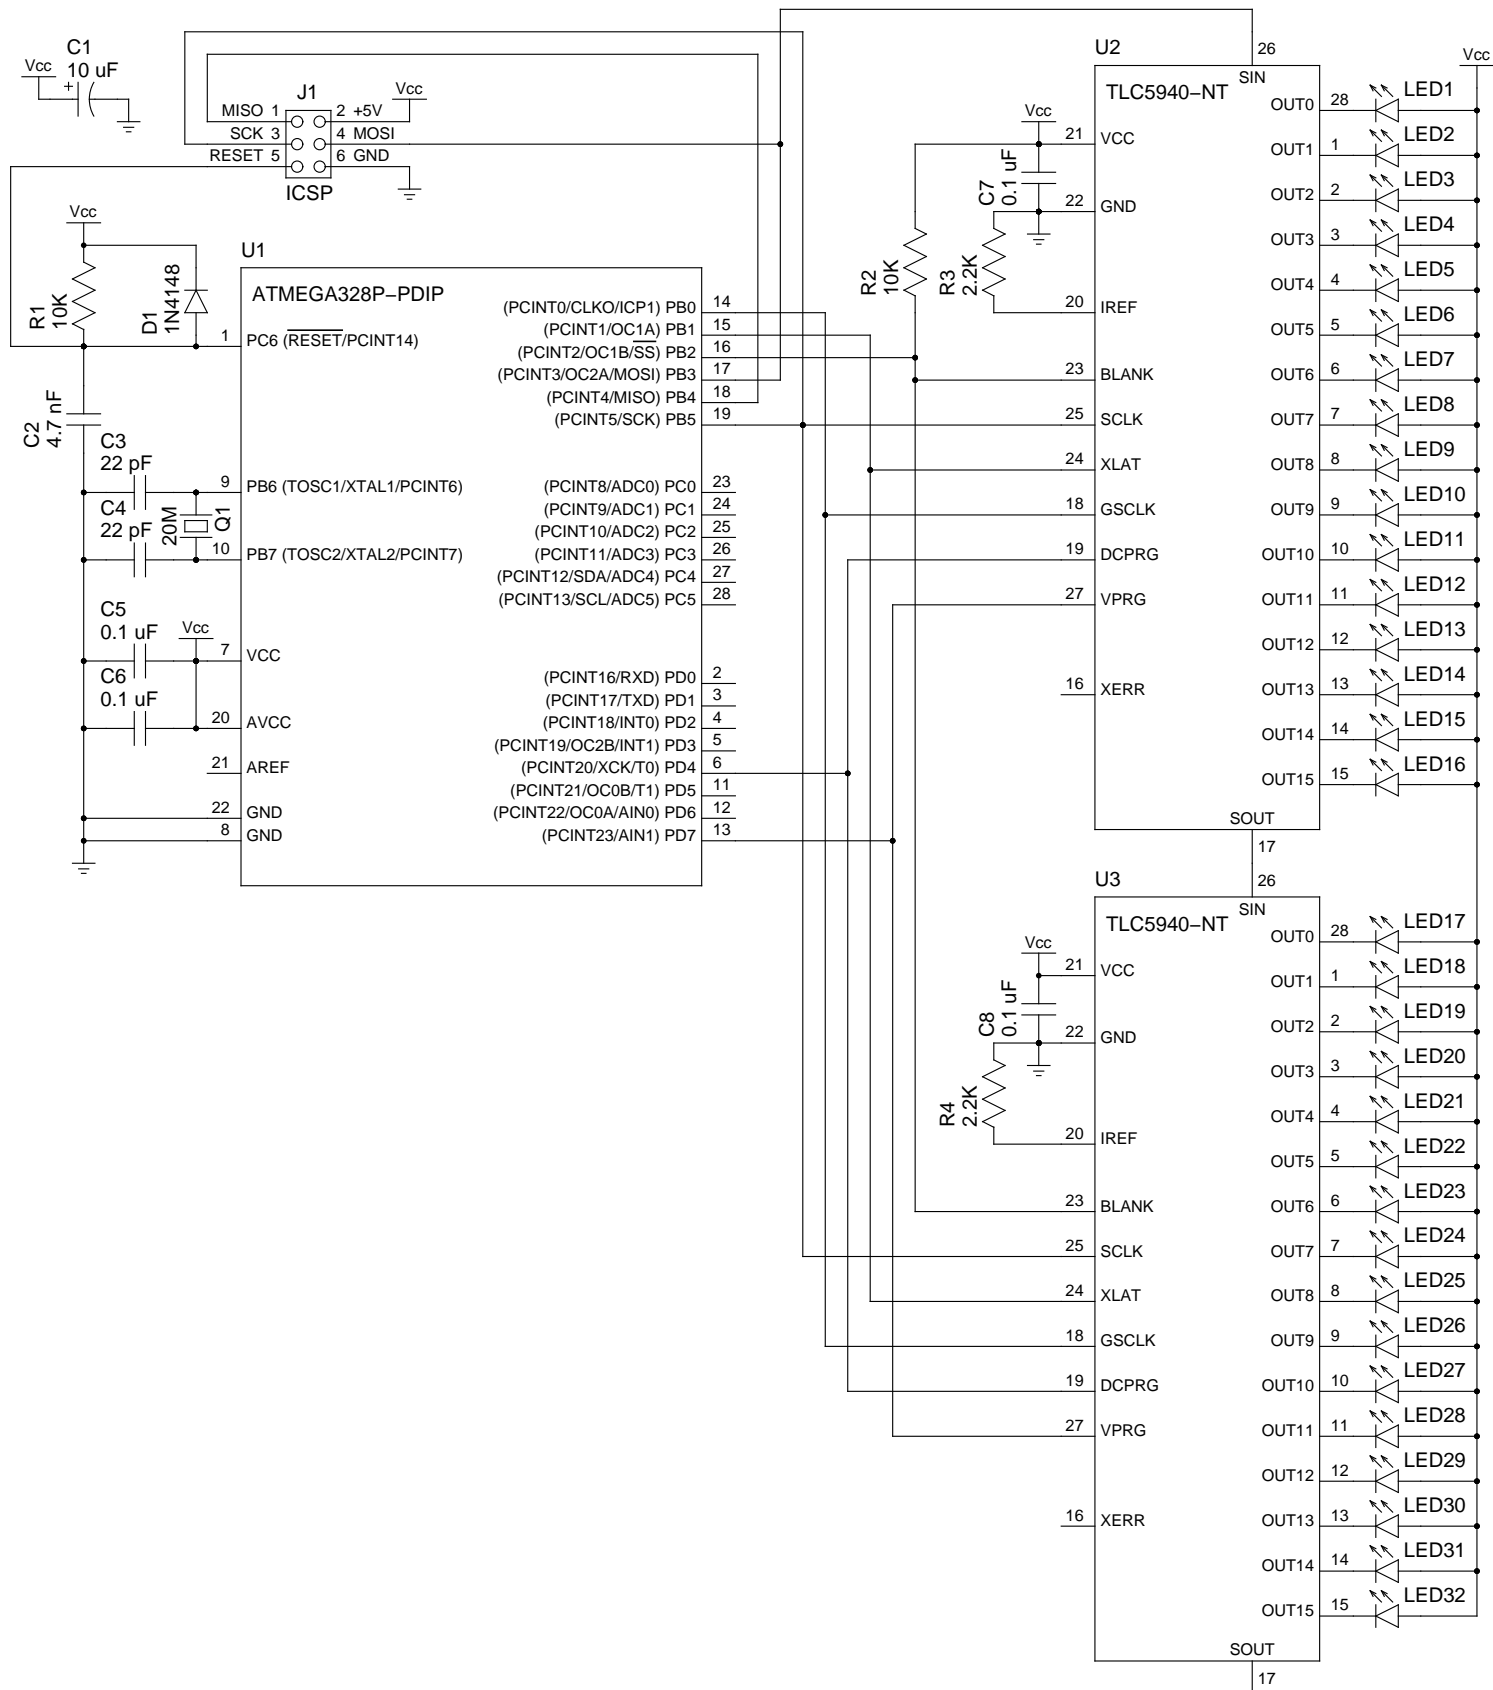 C1
10 uF
Vcc
+
J1
Vcc
MISO 1
2 +5V
SCK 3
4 MOSI
RESET 5
6 GND
ICSP
Vcc
R1
10K
D1
1N4148
C2
4.7 nF
C3
22 pF
C4
22 pF
20M
Q1
C5
0.1 uF
Vcc
C6
0.1 uF
U1
ATMEGA328P-PDIP
1 PC6 (RESET/PCINT14)
9 PB6 (TOSC1/XTAL1/PCINT6)
10 PB7 (TOSC2/XTAL2/PCINT7)
7 VCC
20 AVCC
21 AREF
22 GND
8 GND
(PCINT0/CLKO/ICP1) PB0 14
(PCINT1/OC1A) PB1 15
(PCINT2/OC1B/SS) PB2 16
(PCINT3/OC2A/MOSI) PB3 17
(PCINT4/MISO) PB4 18
(PCINT5/SCK) PB5 19
(PCINT8/ADC0) PC0 23
(PCINT9/ADC1) PC1 24
(PCINT10/ADC2) PC2 25
(PCINT11/ADC3) PC3 26
(PCINT12/SDA/ADC4) PC4 27
(PCINT13/SCL/ADC5) PC5 28
(PCINT16/RXD) PD0 2
(PCINT17/TXD) PD1 3
(PCINT18/INT0) PD2 4
(PCINT19/OC2B/INT1) PD3 5
(PCINT20/XCK/T0) PD4 6
(PCINT21/OC0B/T1) PD5 11
(PCINT22/OC0A/AIN0) PD6 12
(PCINT23/AIN1) PD7 13
R2
10K
R3
2.2K
C7
0.1 uF
Vcc
U2
26
SIN
TLC5940-NT
21 VCC
22 GND
20 IREF
23 BLANK
25 SCLK
24 XLAT
18 GSCLK
19 DCPRG
27 VPRG
16 XERR
Vcc
OUT0 28 LED1
OUT1 1 LED2
OUT2 2 LED3
OUT3 3 LED4
OUT4 4 LED5
OUT5 5 LED6
OUT6 6 LED7
OUT7 7 LED8
OUT8 8 LED9
OUT9 9 LED10
OUT10 10 LED11
OUT11 11 LED12
OUT12 12 LED13
OUT13 13 LED14
OUT14 14 LED15
OUT15 15 LED16
SOUT
17
R4
2.2K
C8
0.1 uF
Vcc
U3
26
SIN
TLC5940-NT
21 VCC
22 GND
20 IREF
23 BLANK
25 SCLK
24 XLAT
18 GSCLK
19 DCPRG
27 VPRG
16 XERR
OUT0 28 LED17
OUT1 1 LED18
OUT2 2 LED19
OUT3 3 LED20
OUT4 4 LED21
OUT5 5 LED22
OUT6 6 LED23
OUT7 7 LED24
OUT8 8 LED25
OUT9 9 LED26
OUT10 10 LED27
OUT11 11 LED28
OUT12 12 LED29
OUT13 13 LED30
OUT14 14 LED31
OUT15 15 LED32
SOUT
17